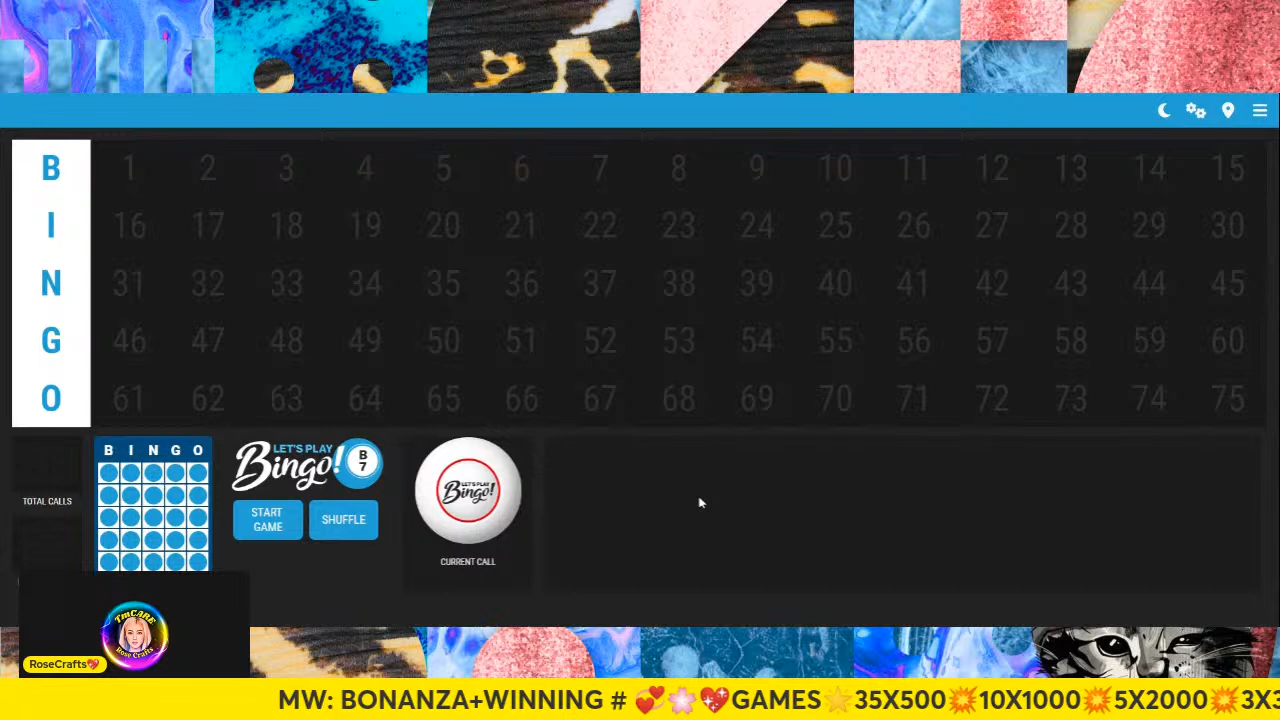 B 1 2 3 4 5 6 7 8 9 10 11 12 13 14 15
I 16 17 18 19 20 21 22 23 24 25 26 27 28 29 30
N 31 32 33 34 35 36 37 38 39 40 41 42 43 44 45
G 46 47 48 49 50 51 52 53 54 55 56 57 58 59 60
O 61 62 63 64 65 66 67 68 69 70 71 72 73 74 75
TOTAL CALLS
B I N G O
LET'S PLAY
Bingo!
B
7
START
GAME
SHUFFLE
LET'S PLAY
Bingo!
CURRENT CALL
TmCARE
Rose Crafts
RoseCrafts💖
MW: BONANZA+WINNING # 💞🌸💖GAMES⭐35X500💥10X1000💥5X2000💥3X3